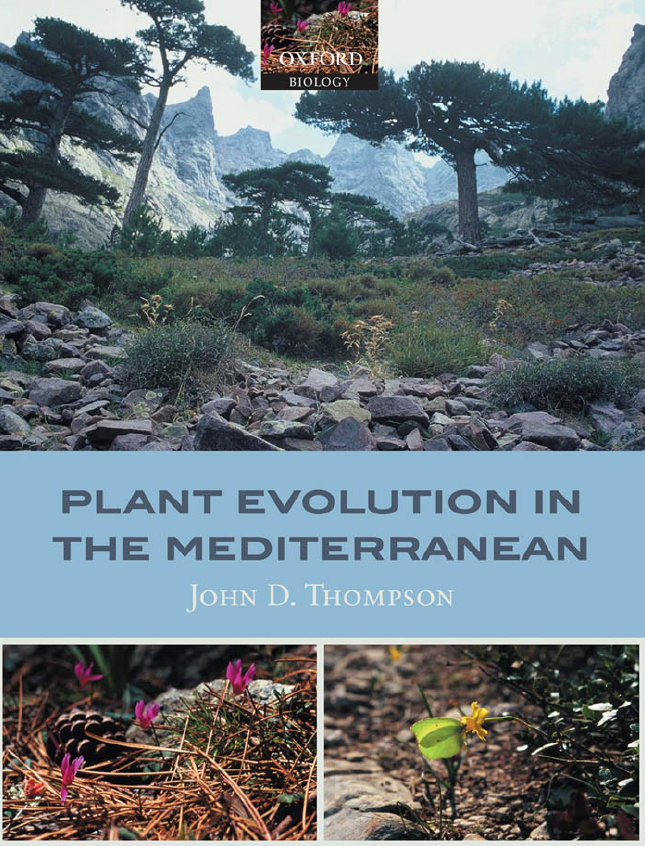 OXFORD
BIOLOGY
PLANT EVOLUTION IN
THE MEDITERRANEAN
JOHN D. THOMPSON